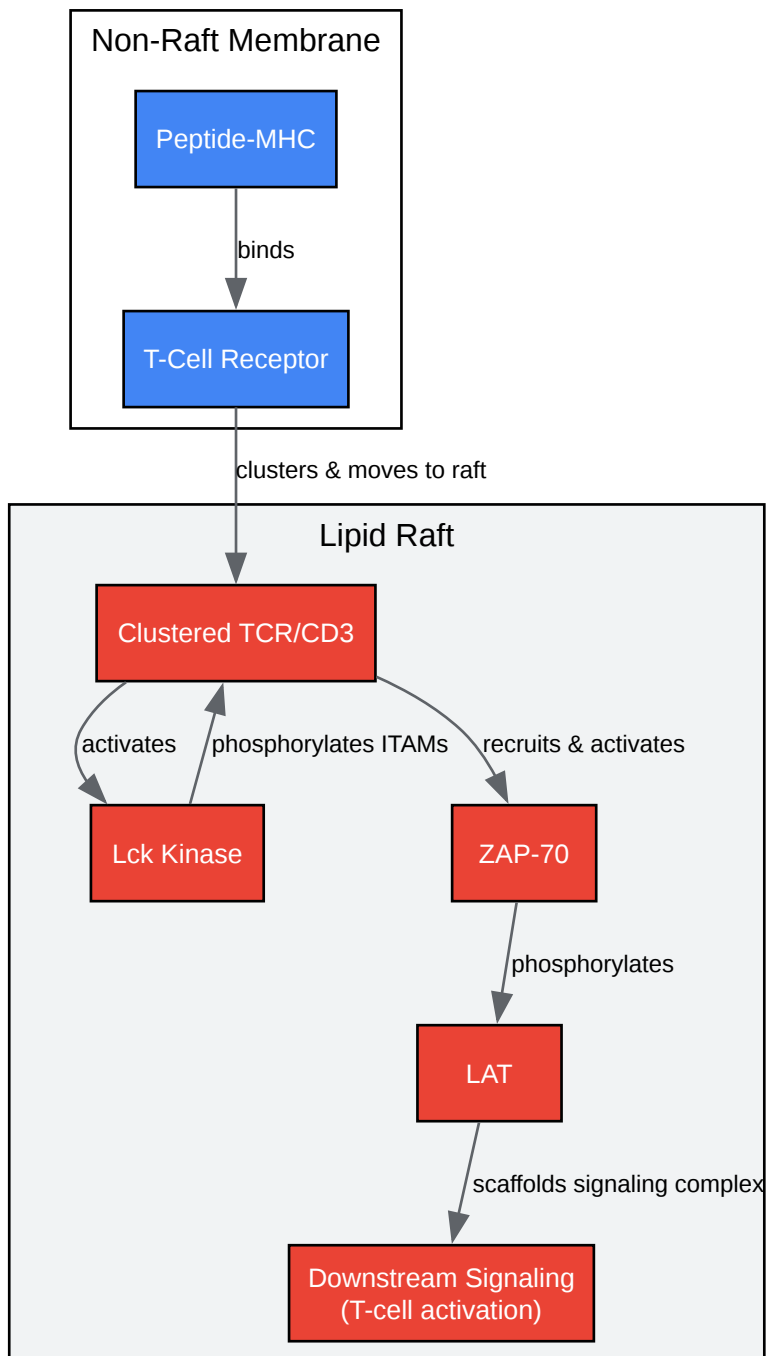 Non-Raft Membrane
Peptide-MHC
binds
T-Cell Receptor
clusters & moves to raft
Lipid Raft
Clustered TCR/CD3
activates
phosphorylates ITAMs
recruits & activates
Lck Kinase
ZAP-70
phosphorylates
LAT
scaffolds signaling complex
Downstream Signaling
(T-cell activation)